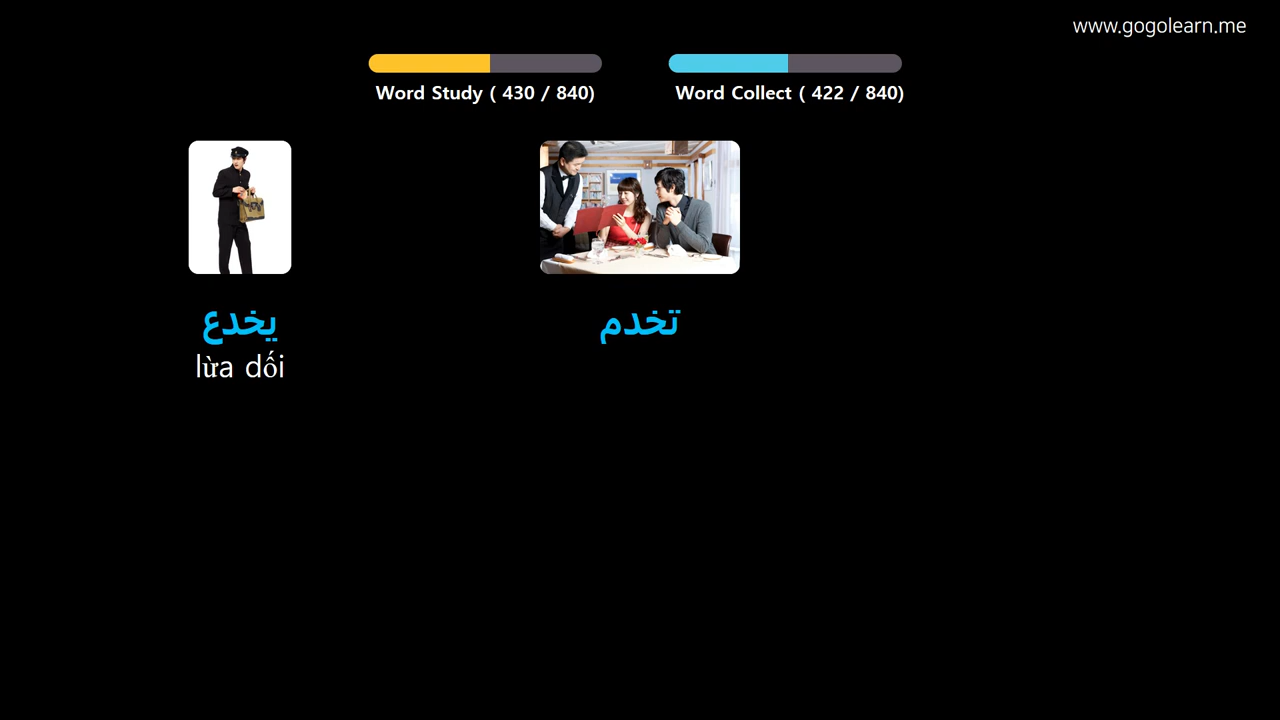 www.gogolearn.me
Word Study ( 430 / 840)
Word Collect ( 422 / 840)
يخدع
lừa dối
تخدم